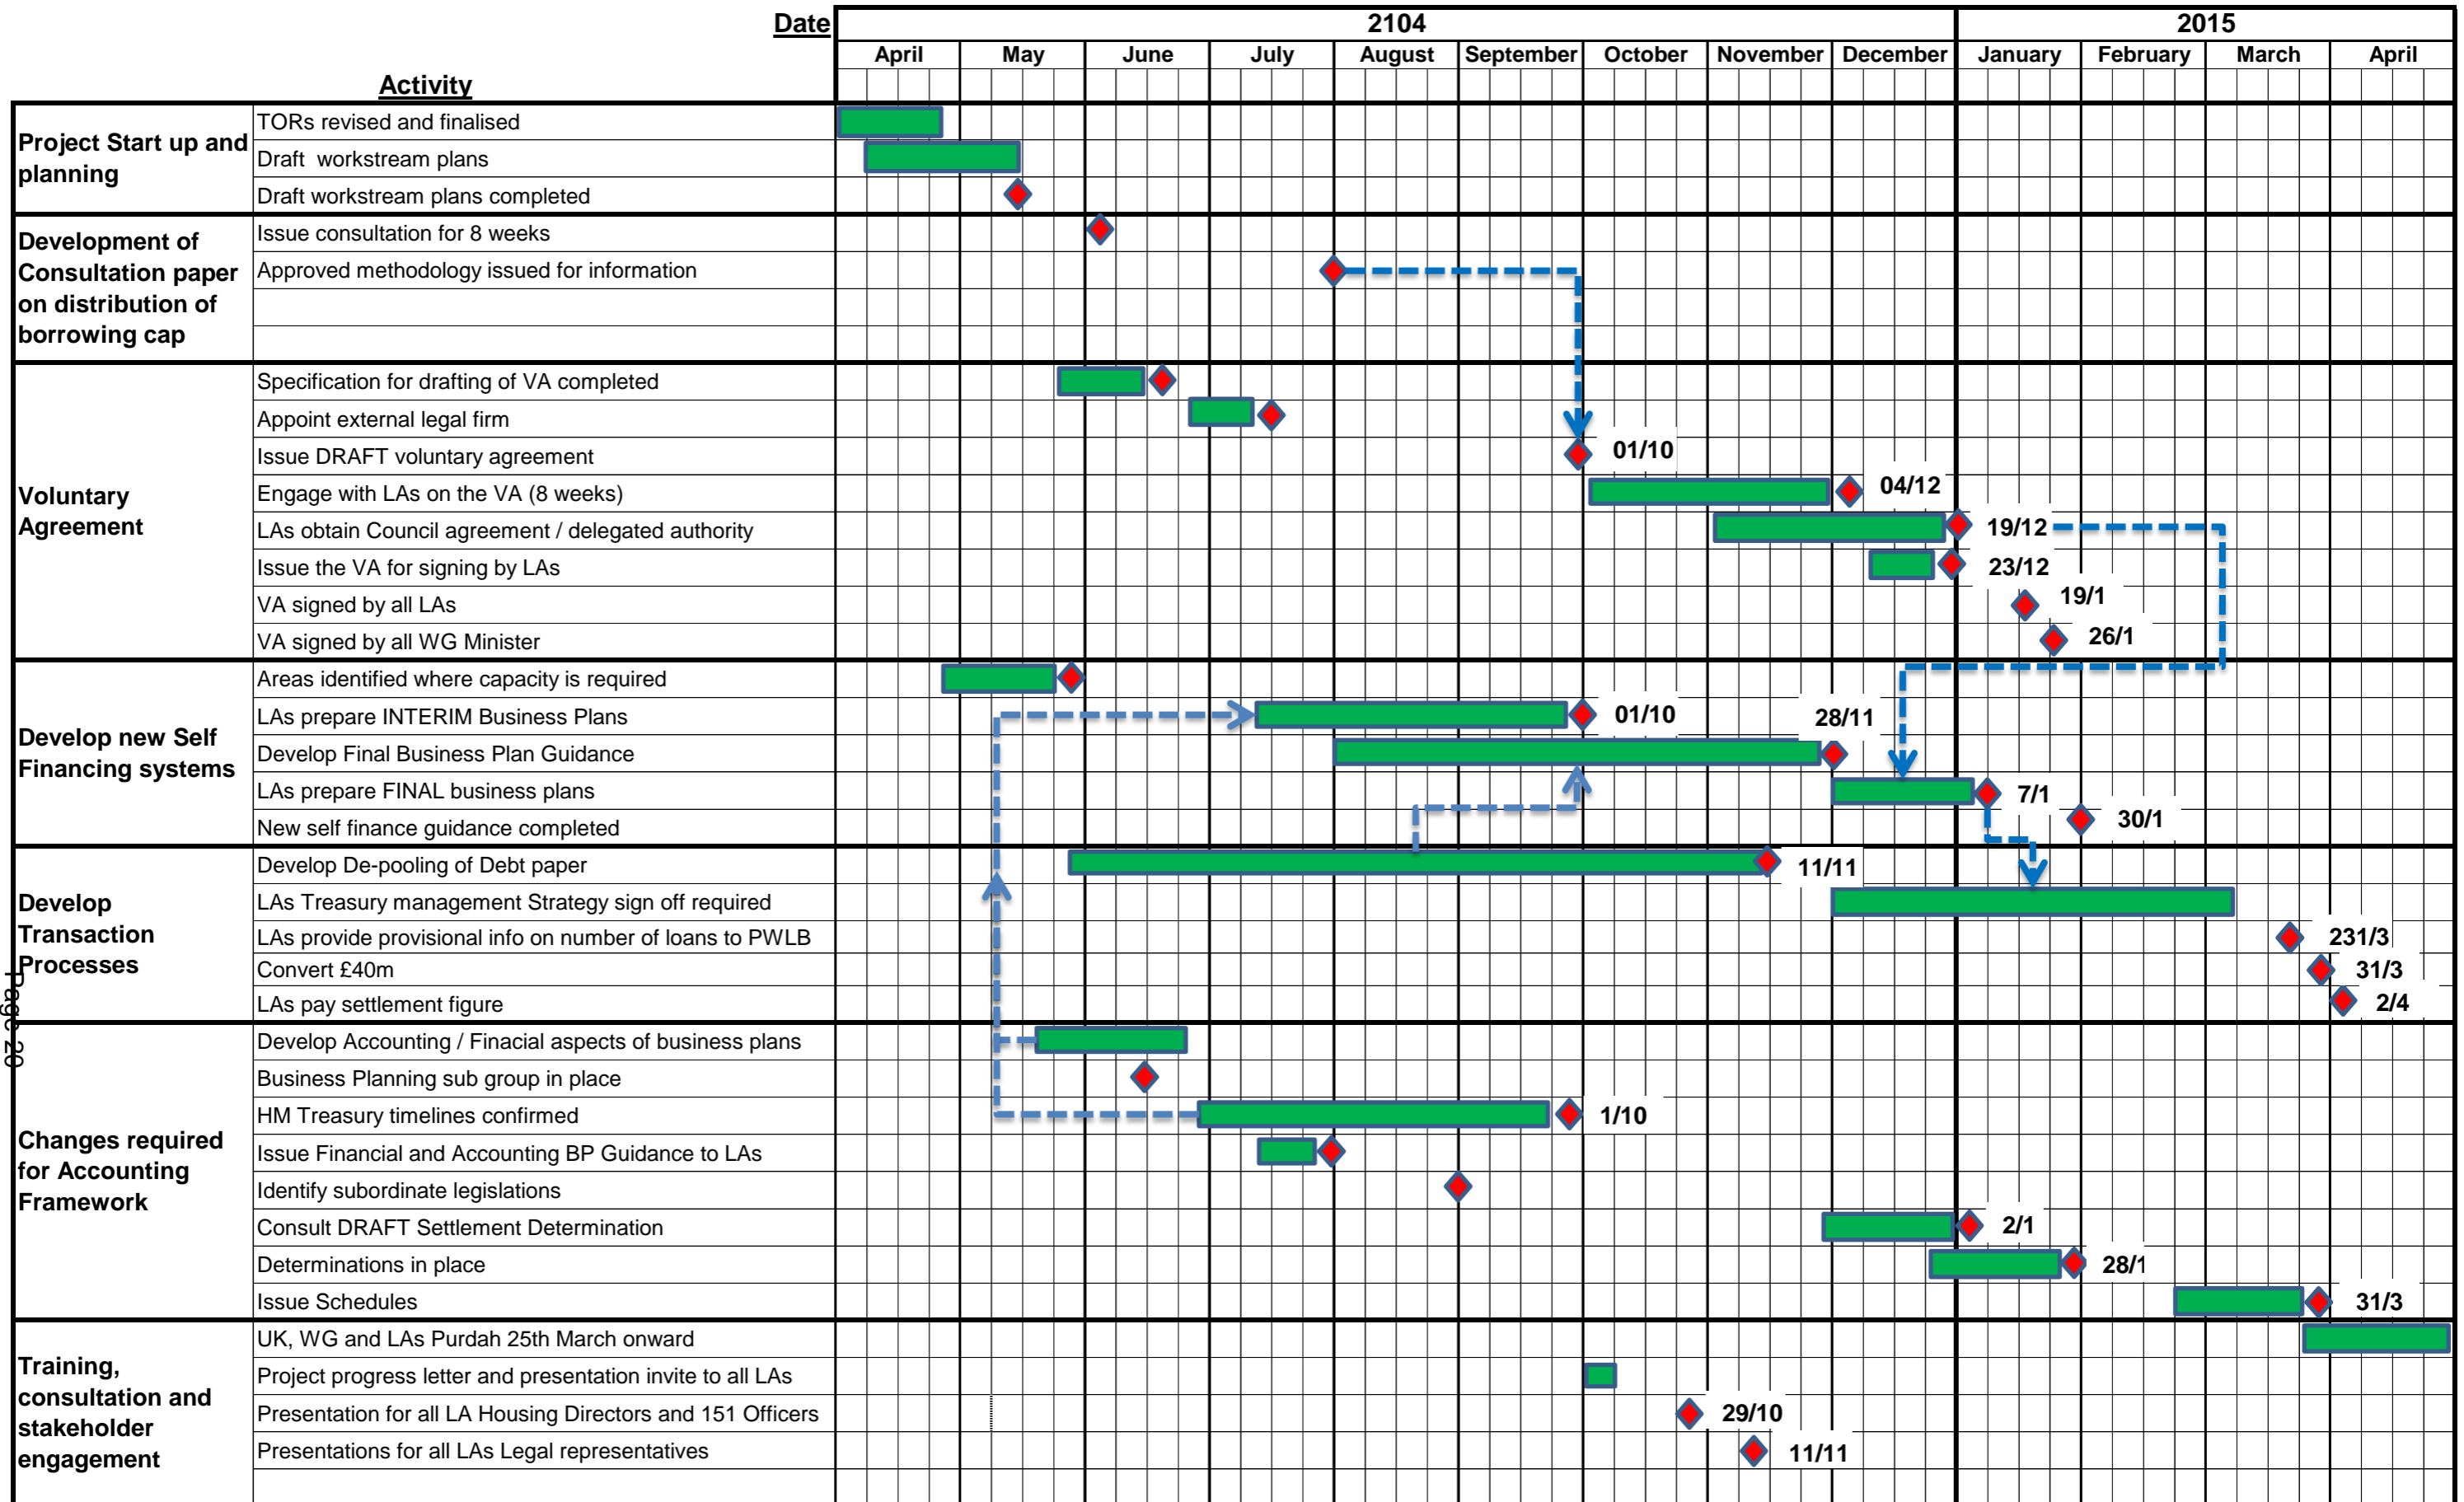 Date 2104 2015
April May June July August September October November December January February March April
Activity
Project Start up and
planning
TORs revised and finalised
Draft  workstream plans
Draft workstream plans completed
Development of
Consultation paper
on distribution of
borrowing cap
Issue consultation for 8 weeks
Approved methodology issued for information
Voluntary
Agreement
Specification for drafting of VA completed
Appoint external legal firm
Issue DRAFT voluntary agreement 01/10
Engage with LAs on the VA (8 weeks) 04/12
LAs obtain Council agreement / delegated authority 19/12
Issue the VA for signing by LAs 23/12
VA signed by all LAs 19/1
VA signed by all WG Minister 26/1
Develop new Self
Financing systems
Areas identified where capacity is required
LAs prepare INTERIM Business Plans 01/10
Develop Final Business Plan Guidance 28/11
LAs prepare FINAL business plans 7/1
New self finance guidance completed 30/1
Develop
Transaction
Processes
Develop De-pooling of Debt paper 11/11
LAs Treasury management Strategy sign off required
LAs provide provisional info on number of loans to PWLB 231/3
Convert £40m 31/3
LAs pay settlement figure 2/4
Changes required
for Accounting
Framework
Develop Accounting / Finacial aspects of business plans
Business Planning sub group in place
HM Treasury timelines confirmed 1/10
Issue Financial and Accounting BP Guidance to LAs
Identify subordinate legislations
Consult DRAFT Settlement Determination 2/1
Determinations in place 28/1
Issue Schedules 31/3
Training,
consultation and
stakeholder
engagement
UK, WG and LAs Purdah 25th March onward
Project progress letter and presentation invite to all LAs
Presentation for all LA Housing Directors and 151 Officers 29/10
Presentations for all LAs Legal representatives 11/11
Page 20